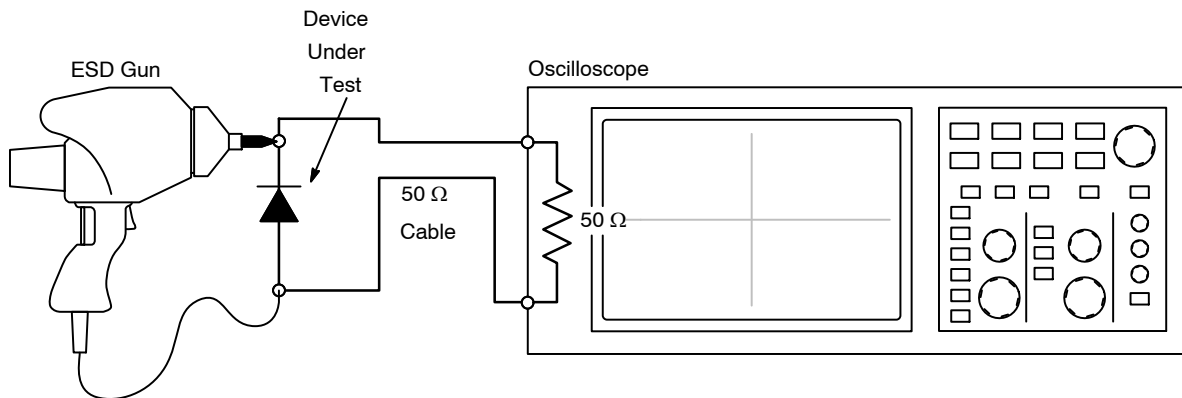 Device
Under
Test
ESD Gun
Oscilloscope
50 Ω
Cable
50 Ω